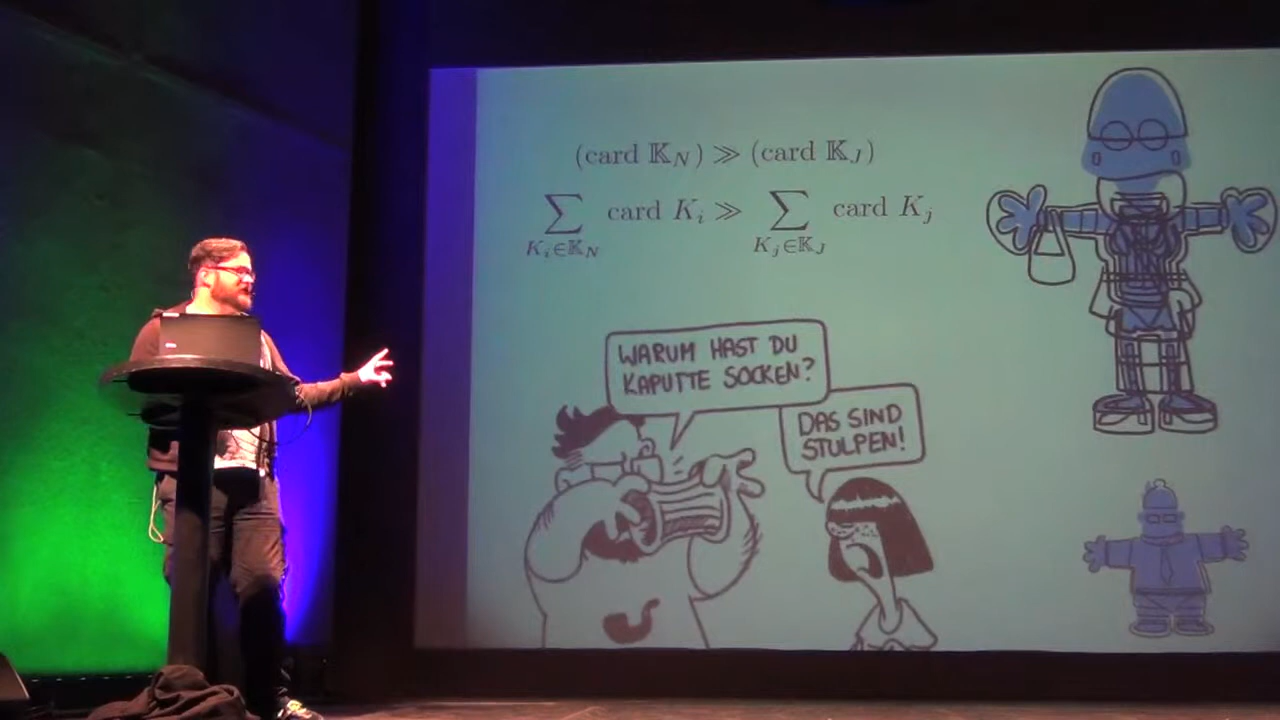 (card 𝕂_N) ≫ (card 𝕂_J)
∑_{K_i∈𝕂_N} card K_i ≫ ∑_{K_j∈𝕂_J} card K_j
WARUM HAST DU
KAPUTTE SOCKEN?
DAS SIND
STULPEN!